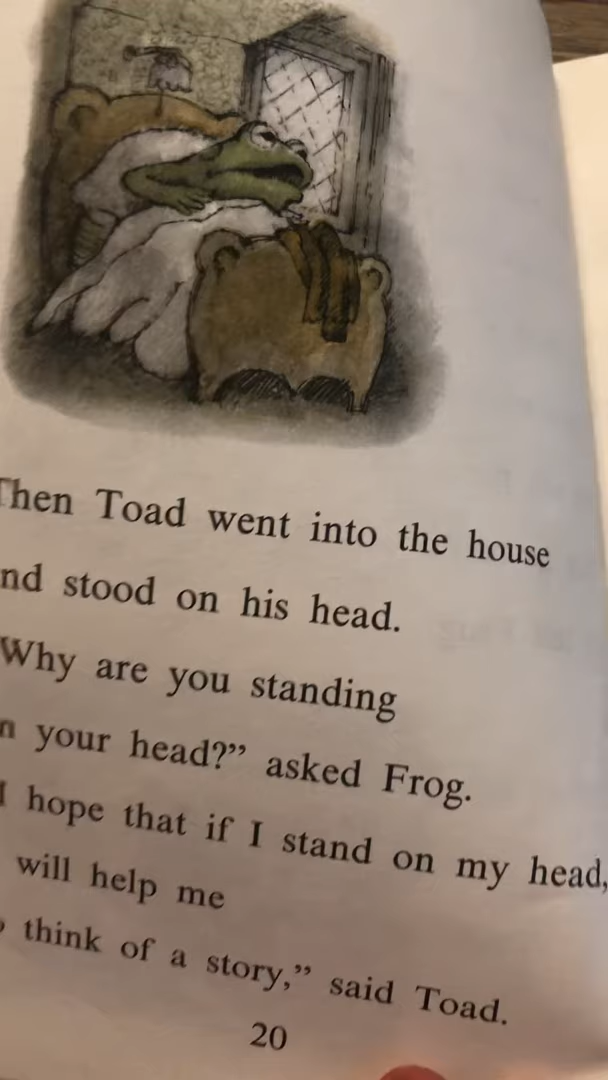 Then Toad went into the house
nd stood on his head.
Why are you standing
n your head?” asked Frog.
I hope that if I stand on my head,
will help me
think of a story,” said Toad.
20